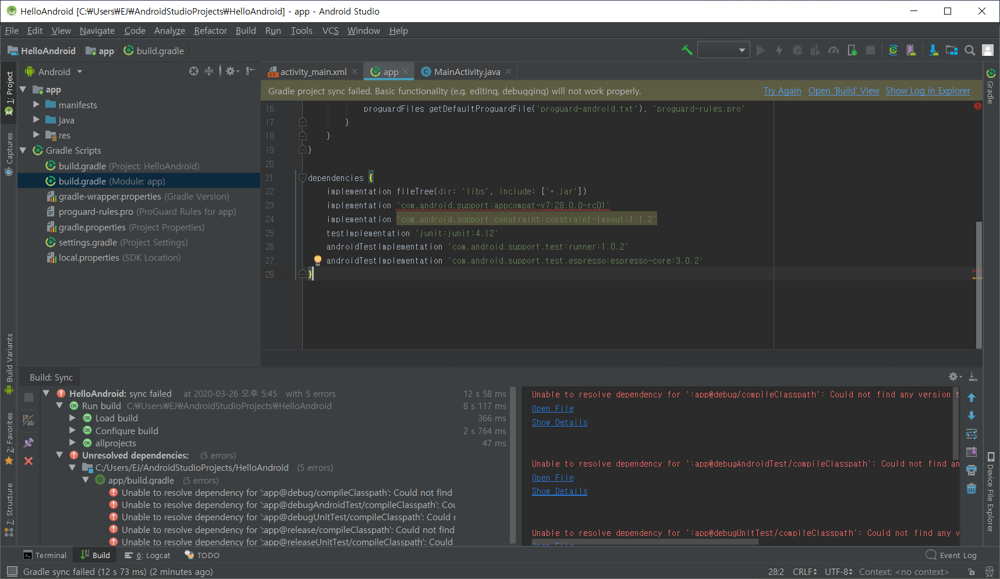 HelloAndroid [C:₩Users₩EJ₩AndroidStudioProjects₩HelloAndroid] - app - Android Studio
File Edit View Navigate Code Analyze Refactor Build Run Tools VCS Window Help
HelloAndroid app build.gradle
Android
activity_main.xml app MainActivity.java
Gradle project sync failed. Basic functionality (e.g. editing, debugging) will not work properly. Try Again Open 'Build' View Show Log in Explorer
1: Project
Captures
Build Variants
2: Favorites
7: Structure
app
manifests
java
res
Gradle Scripts
build.gradle (Project: HelloAndroid)
build.gradle (Module: app)
gradle-wrapper.properties (Gradle Version)
proguard-rules.pro (ProGuard Rules for app)
gradle.properties (Project Properties)
settings.gradle (Project Settings)
local.properties (SDK Location)
16 proguardFiles getDefaultProguardFile('proguard-android.txt'), 'proguard-rules.pro'
17 }
18 }
19 }
20
21 dependencies {
22 implementation fileTree(dir: 'libs', include: ['*.jar'])
23 implementation 'com.android.support:appcompat-v7:28.0.0-rc01'
24 implementation 'com.android.support.constraint:constraint-layout:1.1.2'
25 testImplementation 'junit:junit:4.12'
26 androidTestImplementation 'com.android.support.test:runner:1.0.2'
27 androidTestImplementation 'com.android.support.test.espresso:espresso-core:3.0.2'
28 }
Gradle
Device File Explorer
Build: Sync
HelloAndroid: sync failed at 2020-03-26 오후 5:45 with 5 errors 12 s 58 ms
Run build C:₩Users₩EJ₩AndroidStudioProjects₩HelloAndroid 8 s 117 ms
Load build 366 ms
Configure build 2 s 764 ms
allprojects 47 ms
Unresolved dependencies: (5 errors)
C:/Users/EJ/AndroidStudioProjects/HelloAndroid (5 errors)
app/build.gradle (5 errors)
Unable to resolve dependency for ':app@debug/compileClasspath': Could not find
Unable to resolve dependency for ':app@debugAndroidTest/compileClasspath': Cou
Unable to resolve dependency for ':app@debugUnitTest/compileClasspath': Could
Unable to resolve dependency for ':app@release/compileClasspath': Could not find
Unable to resolve dependency for ':app@releaseUnitTest/compileClasspath': Could
Unable to resolve dependency for ':app@debug/compileClasspath': Could not find any version t
Open File
Show Details
Unable to resolve dependency for ':app@debugAndroidTest/compileClasspath': Could not find an
Open File
Show Details
Unable to resolve dependency for ':app@debugUnitTest/compileClasspath': Could not find any v
Open File
Terminal Build 6: Logcat TODO Event Log
Gradle sync failed (12 s 73 ms) (2 minutes ago) 28:2 CRLF UTF-8 Context: <no context>